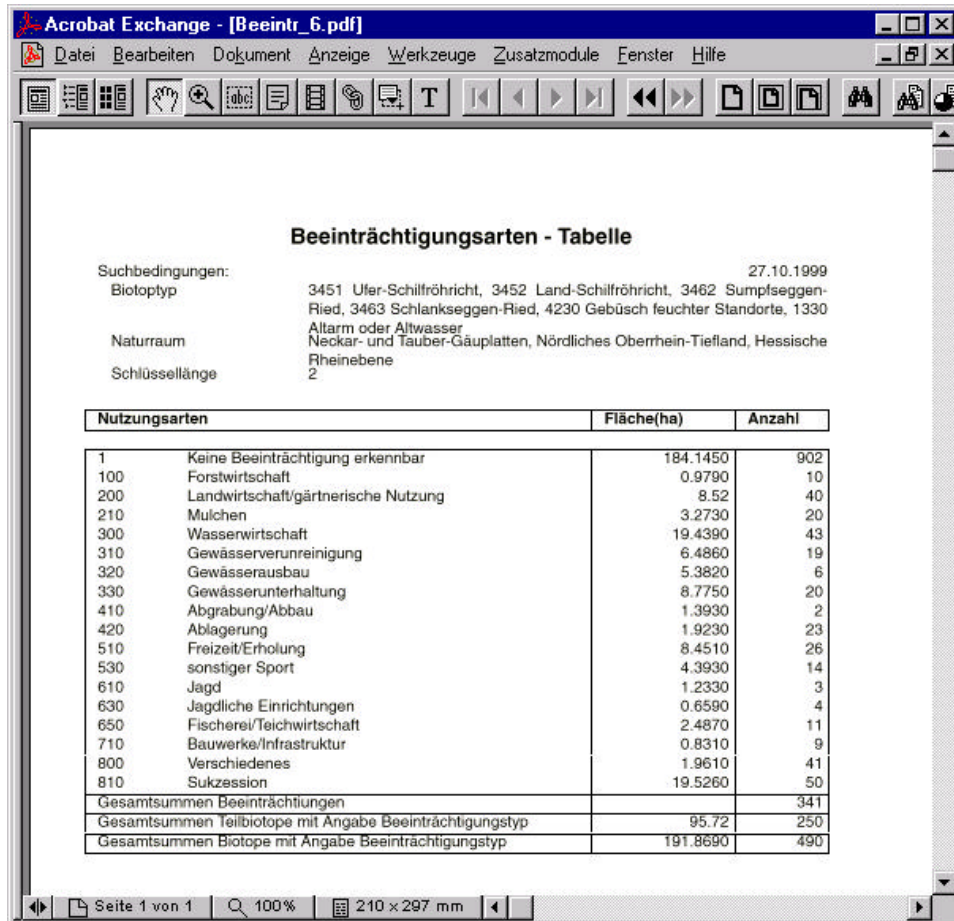 Acrobat Exchange - [Beeintr_6.pdf]
Datei Bearbeiten Dokument Anzeige Werkzeuge Zusatzmodule Fenster Hilfe
abc T
Beeinträchtigungsarten - Tabelle
Suchbedingungen: 27.10.1999
Biotoptyp 3451 Ufer-Schilfröhricht, 3452 Land-Schilfröhricht, 3462 Sumpfseggen-
Ried, 3463 Schlankseggen-Ried, 4230 Gebüsch feuchter Standorte, 1330
Altarm oder Altwasser
Naturraum Neckar- und Tauber-Gäuplatten, Nördliches Oberrhein-Tiefland, Hessische
Rheinebene
Schlüssellänge 2
Nutzungsarten Fläche(ha) Anzahl
1 Keine Beeinträchtigung erkennbar 184.1450 902
100 Forstwirtschaft 0.9790 10
200 Landwirtschaft/gärtnerische Nutzung 8.52 40
210 Mulchen 3.2730 20
300 Wasserwirtschaft 19.4390 43
310 Gewässerverunreinigung 6.4860 19
320 Gewässerausbau 5.3820 6
330 Gewässerunterhaltung 8.7750 20
410 Abgrabung/Abbau 1.3930 2
420 Ablagerung 1.9230 23
510 Freizeit/Erholung 8.4510 26
530 sonstiger Sport 4.3930 14
610 Jagd 1.2330 3
630 Jagdliche Einrichtungen 0.6590 4
650 Fischerei/Teichwirtschaft 2.4870 11
710 Bauwerke/Infrastruktur 0.8310 9
800 Verschiedenes 1.9610 41
810 Sukzession 19.5260 50
Gesamtsummen Beeinträchtiungen 341
Gesamtsummen Teilbiotope mit Angabe Beeinträchtigungstyp 95.72 250
Gesamtsummen Biotope mit Angabe Beeinträchtigungstyp 191.8690 490
Seite 1 von 1 100% 210 x 297 mm